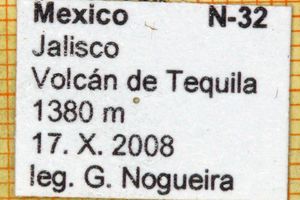 Mexico N-32
Jalisco
Volcán de Tequila
1380 m
17. X. 2008
leg. G. Nogueira